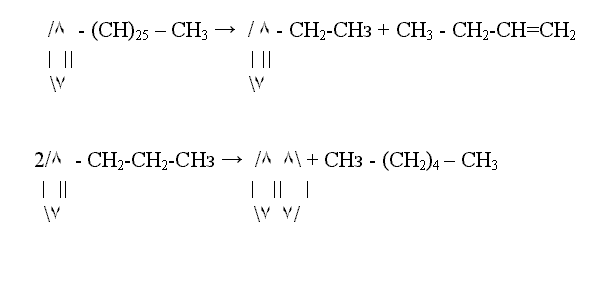 /^ - (CH)₂₅ – CH₃ → / ^ - CH₂-CH3 + CH₃ - CH₂-CH=CH₂
| || | ||
\v \v
2/^ - CH₂-CH₂-CH3 → /^ ^\ + CH3 - (CH₂)₄ – CH₃
| || | || |
\v \v v/